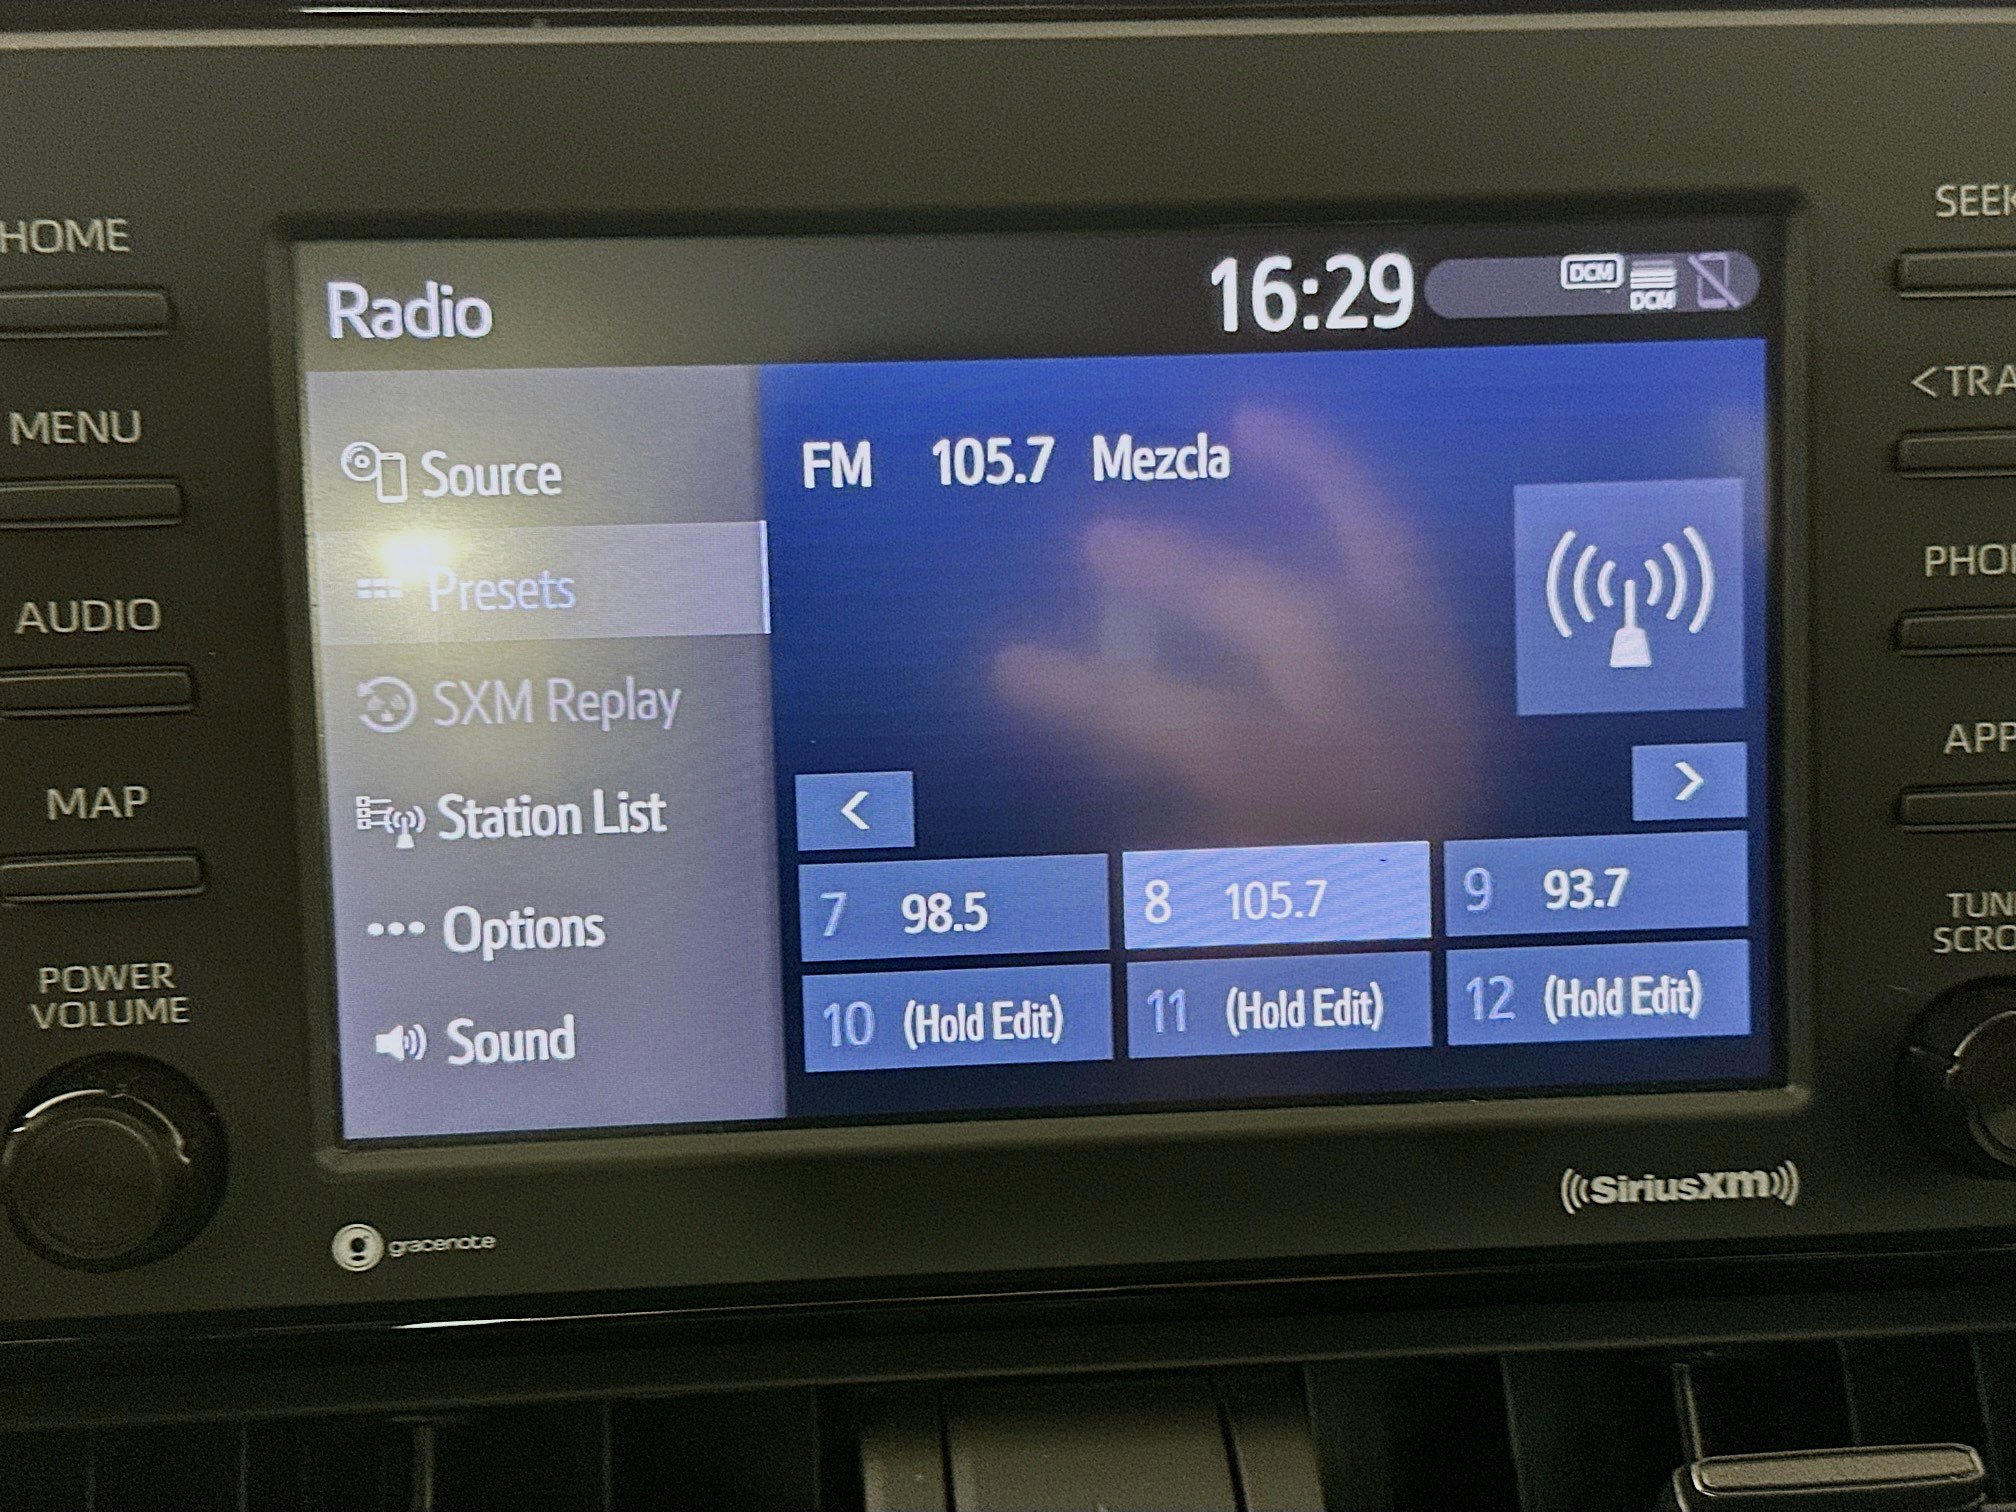 HOME
MENU
AUDIO
MAP
POWER
VOLUME
Radio
16:29
DCM
DCM
Source
Presets
SXM Replay
Station List
Options
Sound
FM 105.7 Mezcla
<
>
7 98.5
8 105.7
9 93.7
10 (Hold Edit)
11 (Hold Edit)
12 (Hold Edit)
SEEK
<TRA
PHO
APP
TUN
SCRO
gracenote
SiriusXM